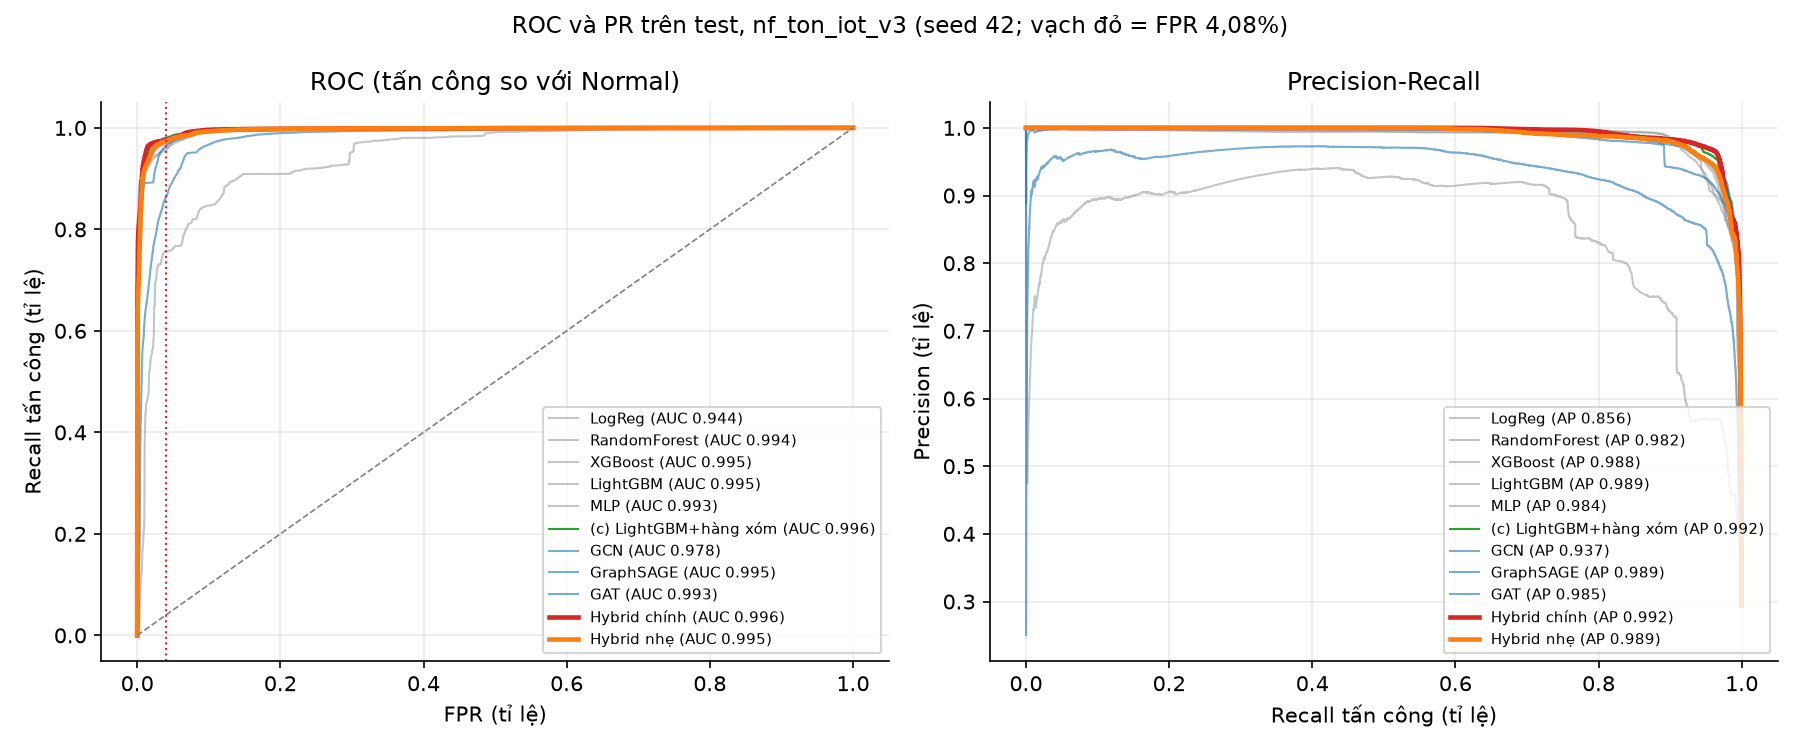 ROC và PR trên test, nf_ton_iot_v3 (seed 42; vạch đỏ = FPR 4,08%)
ROC (tấn công so với Normal)
Recall tấn công (tỉ lệ)
1.0
0.8
0.6
0.4
0.2
0.0
LogReg (AUC 0.944)
RandomForest (AUC 0.994)
XGBoost (AUC 0.995)
LightGBM (AUC 0.995)
MLP (AUC 0.993)
(c) LightGBM+hàng xóm (AUC 0.996)
GCN (AUC 0.978)
GraphSAGE (AUC 0.995)
GAT (AUC 0.993)
Hybrid chính (AUC 0.996)
Hybrid nhẹ (AUC 0.995)
0.0 0.2 0.4 0.6 0.8 1.0
FPR (tỉ lệ)
Precision-Recall
Precision (tỉ lệ)
1.0
0.9
0.8
0.7
0.6
0.5
0.4
0.3
LogReg (AP 0.856)
RandomForest (AP 0.982)
XGBoost (AP 0.988)
LightGBM (AP 0.989)
MLP (AP 0.984)
(c) LightGBM+hàng xóm (AP 0.992)
GCN (AP 0.937)
GraphSAGE (AP 0.989)
GAT (AP 0.985)
Hybrid chính (AP 0.992)
Hybrid nhẹ (AP 0.989)
0.0 0.2 0.4 0.6 0.8 1.0
Recall tấn công (tỉ lệ)